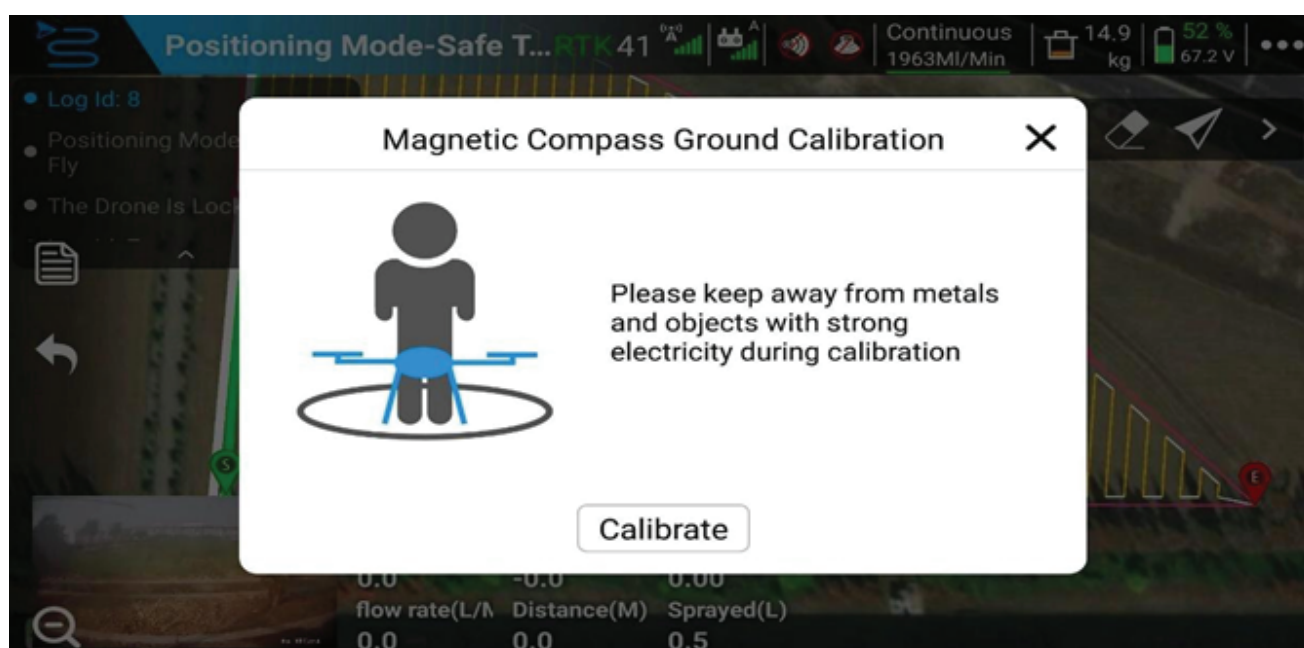 Positioning Mode-Safe T... RTK 41 A A Continuous 14.9 52 %
1963Ml/Min kg 67.2 V
Log Id: 8
Positioning Mode
Fly
The Drone Is Lock
Magnetic Compass Ground Calibration
Please keep away from metals
and objects with strong
electricity during calibration
Calibrate
S
E
0.0 -0.0 0.00
flow rate(L/M Distance(M) Sprayed(L)
0.0 0.0 0.5